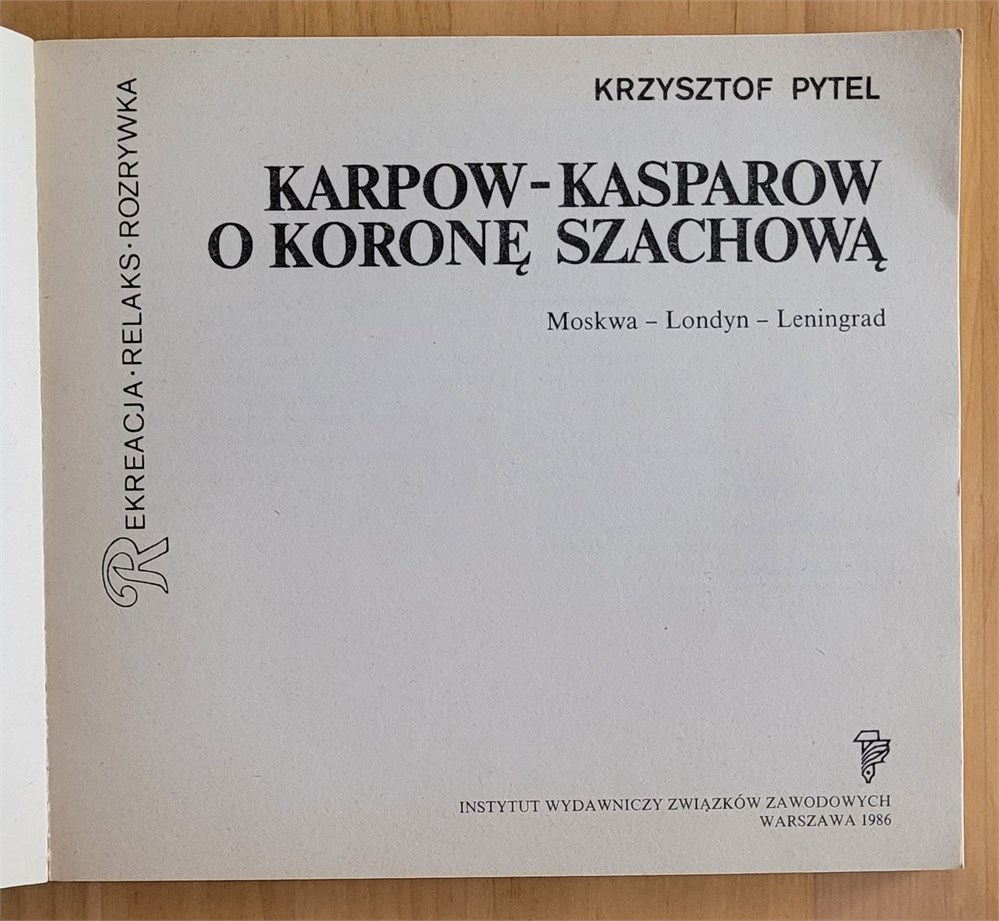 KRZYSZTOF PYTEL
KARPOW-KASPAROW
O KORONĘ SZACHOWĄ
Moskwa – Londyn – Leningrad
REKREACJA·RELAKS·ROZRYWKA
INSTYTUT WYDAWNICZY ZWIĄZKÓW ZAWODOWYCH
WARSZAWA 1986